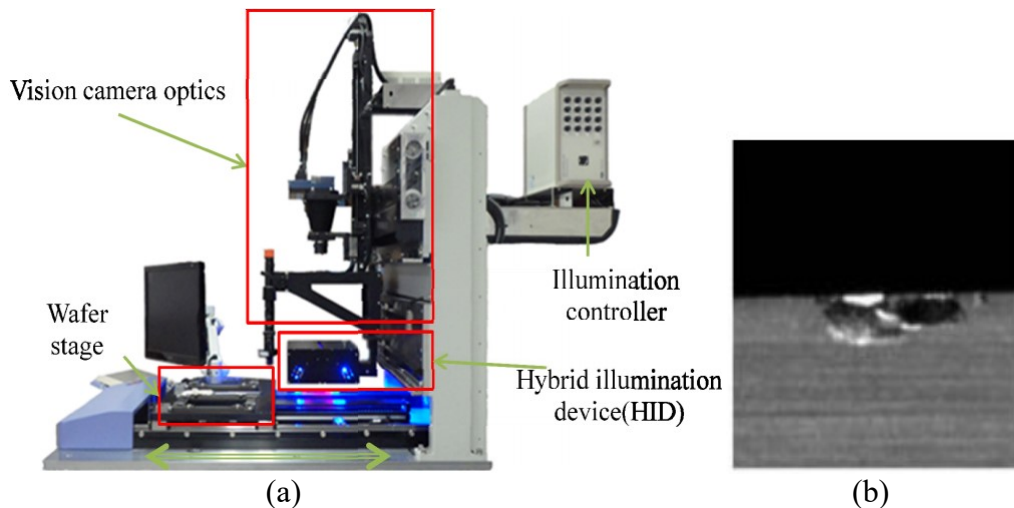 Vision camera optics
Wafer
stage
Illumination
controller
Hybrid illumination
device(HID)
(a)
(b)